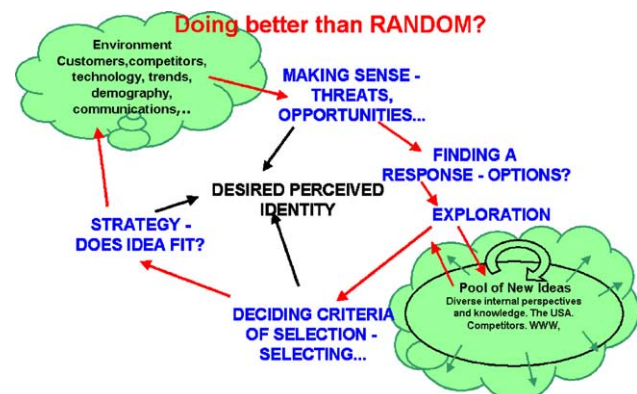 Doing better than RANDOM?
Environment
Customers,competitors,
technology, trends,
demography,
communications,..
MAKING SENSE -
THREATS,
OPPORTUNITIES...
FINDING A
RESPONSE - OPTIONS?
EXPLORATION
DESIRED PERCEIVED
IDENTITY
STRATEGY -
DOES IDEA FIT?
DECIDING CRITERIA
OF SELECTION -
SELECTING...
Pool of New Ideas
Diverse internal perspectives
and knowledge. The USA.
Competitors. WWW,